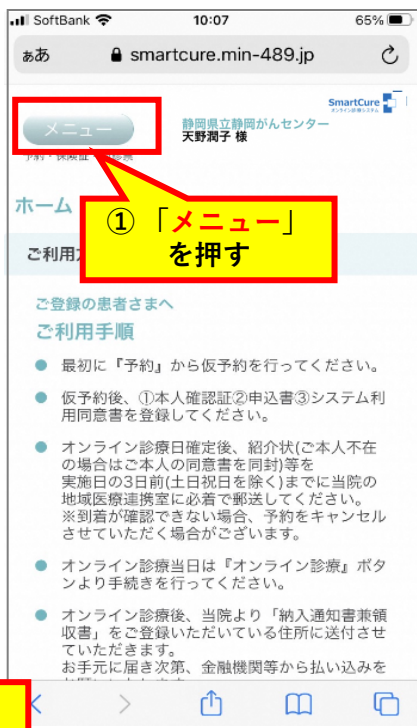 SoftBank 10:07 65%
ぁあ smartcure.min-489.jp
SmartCure
メニュー
静岡県立静岡がんセンター
天野潤子 様
ホーム
①「メニュー」
を押す
ご利用
ご登録の患者さまへ
ご利用手順
● 最初に『予約』から仮予約を行ってください。
● 仮予約後、①本人確認証②申込書③システム利
用同意書を登録してください。
● オンライン診療日確定後、紹介状(ご本人不在
の場合はご本人の同意書を同封)等を
実施日の3日前(土日祝日を除く)までに当院の
地域医療連携室に必着で郵送してください。
※到着が確認できない場合、予約をキャンセル
させていただく場合がございます。
● オンライン診療当日は『オンライン診療』ボタ
ンより手続きを行ってください。
● オンライン診療後、当院より「納入通知書兼領
収書」をご登録いただいている住所に送付させ
ていただきます。
お手元に届き次第、金融機関等から払い込みを